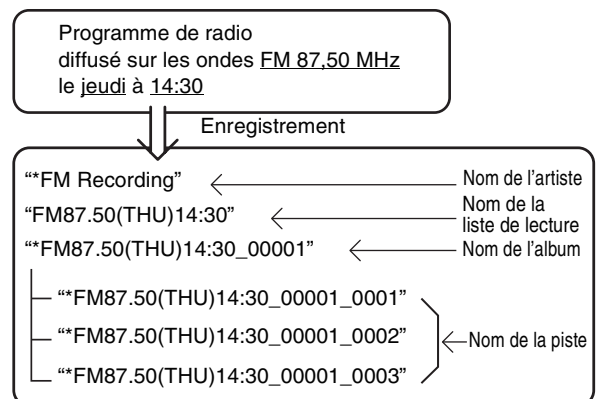 Programme de radio
diffusé sur les ondes FM 87,50 MHz
le jeudi à 14:30
Enregistrement
“*FM Recording”
Nom de l’artiste
“FM87.50(THU)14:30”
Nom de la
liste de lecture
“*FM87.50(THU)14:30_00001”
Nom de l’album
“*FM87.50(THU)14:30_00001_0001”
“*FM87.50(THU)14:30_00001_0002”
Nom de la piste
“*FM87.50(THU)14:30_00001_0003”